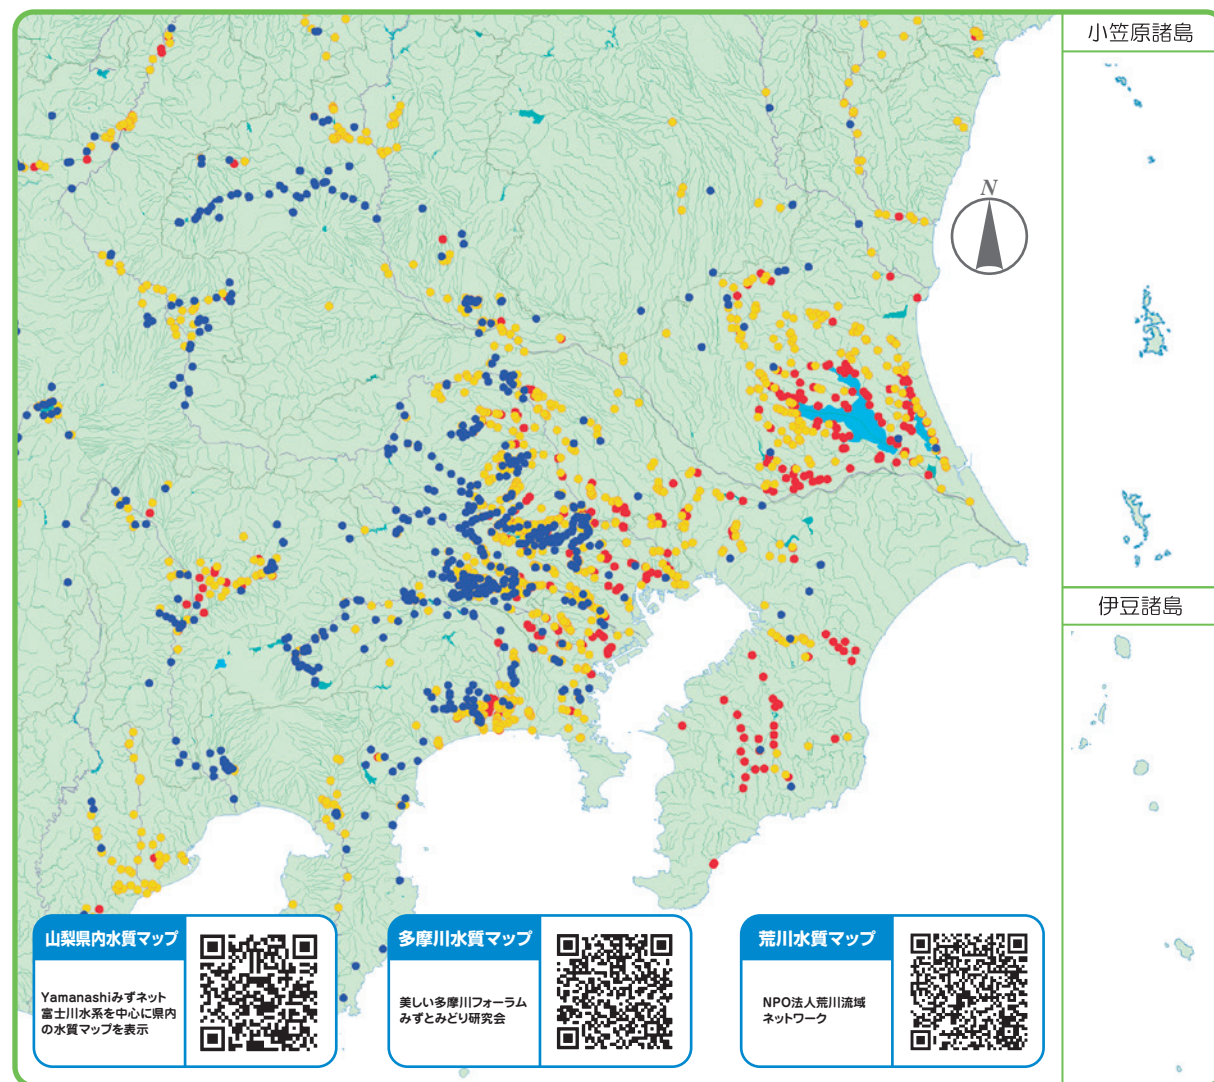 小笠原諸島
N
伊豆諸島
山梨県内水質マップ
Yamanashiみずネット
富士川水系を中心に県内
の水質マップを表示
多摩川水質マップ
美しい多摩川フォーラム
みずとみどり研究会
荒川水質マップ
NPO法人荒川流域
ネットワーク